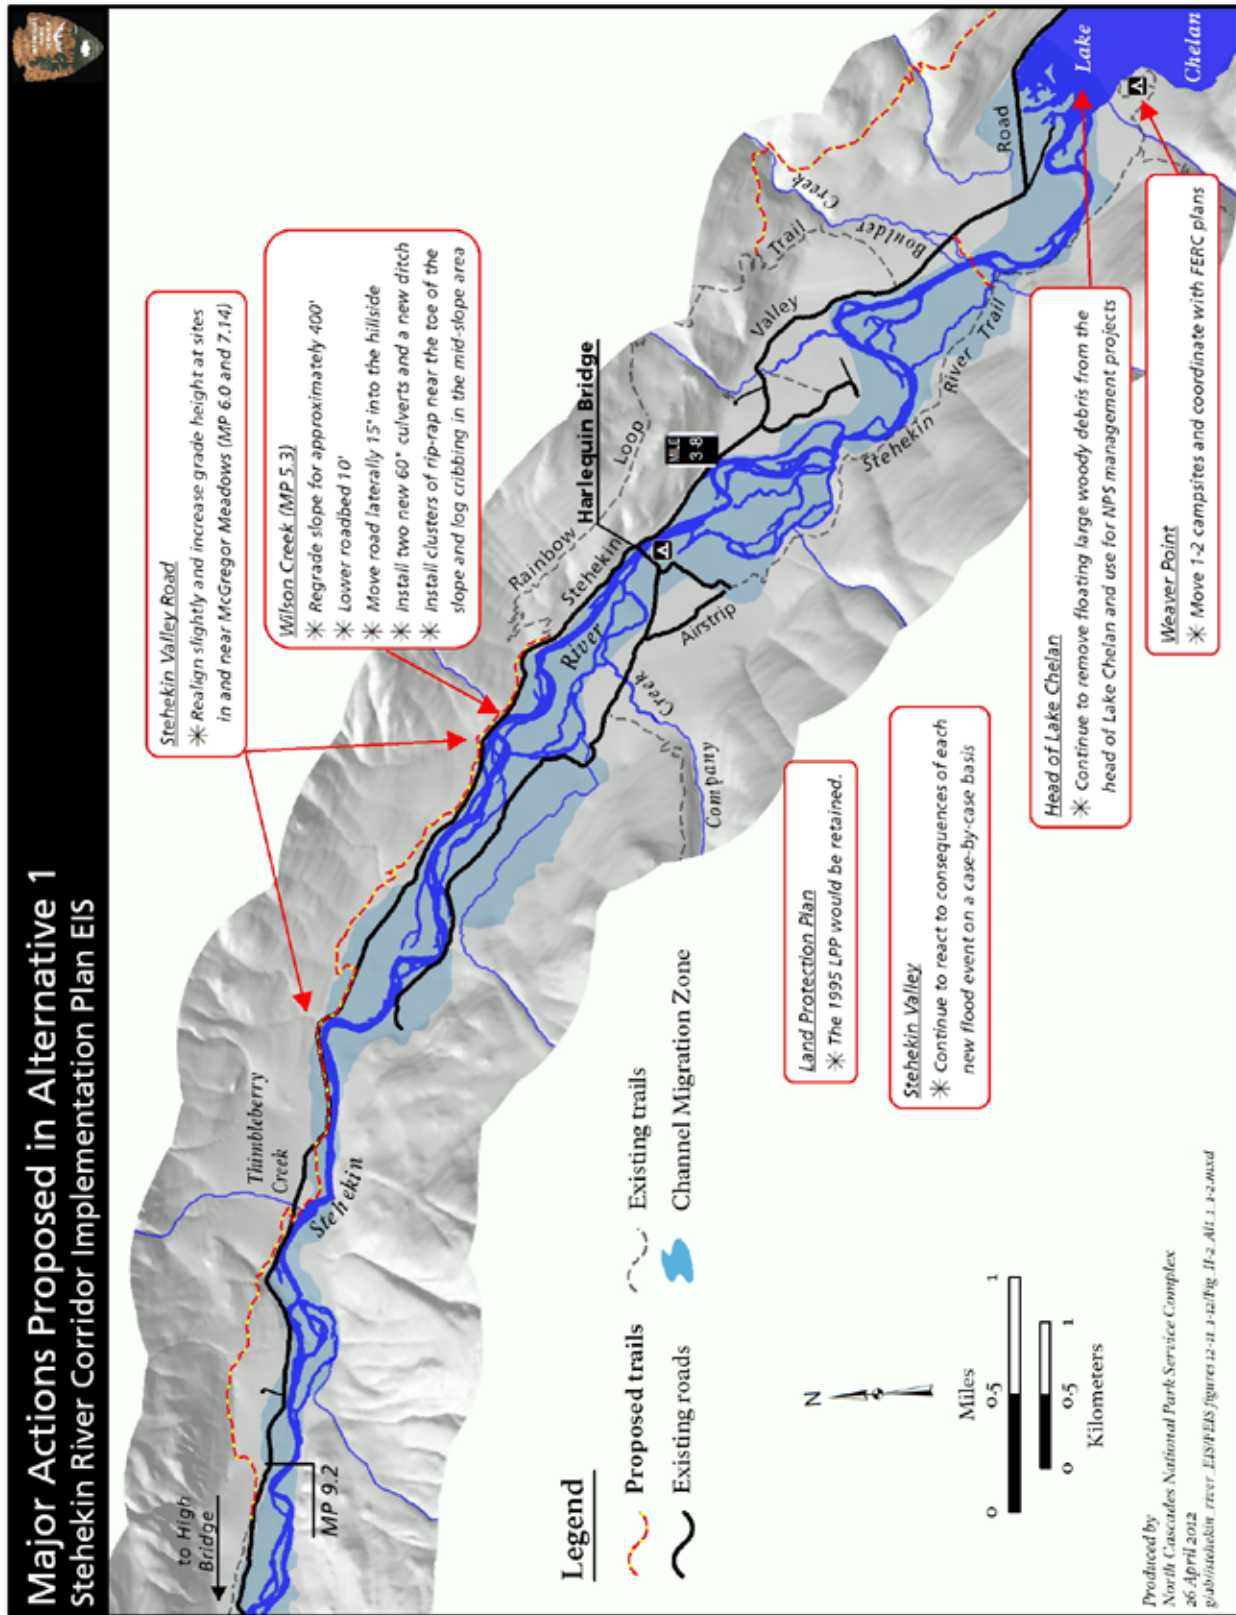 Major Actions Proposed in Alternative 1
Stehekin River Corridor Implementation Plan EIS
to High
Bridge
MP 9.2
Thimbleberry
Creek
Stehekin
Stehekin Valley Road
✳ Realign slightly and increase grade height at sites
in and near McGregor Meadows (MP 6.0 and 7.14)
Wilson Creek (MP 5.3)
✳ Regrade slope for approximately 400'
✳ Lower roadbed 10'
✳ Move road laterally 15' into the hillside
✳ Install two new 60" culverts and a new ditch
✳ Install clusters of rip-rap near the toe of the
slope and log cribbing in the mid-slope area
Rainbow
Loop
Trail
Harlequin Bridge
Stehekin
River
Valley
Road
MILE
3-8
Boulder
Creek
Airstrip
Company
Creek
Stehekin
River
Trail
Lake
Chelan
Land Protection Plan
✳ The 1995 LPP would be retained.
Stehekin Valley
✳ Continue to react to consequences of each
new flood event on a case-by-case basis
Head of Lake Chelan
✳ Continue to remove floating large woody debris from the
head of Lake Chelan and use for NPS management projects
Weaver Point
✳ Move 1-2 campsites and coordinate with FERC plans
Legend
Proposed trails
Existing trails
Existing roads
Channel Migration Zone
N
Miles
0 0.5 1
0 0.5 1
Kilometers
Produced by
North Cascades National Park Service Complex
26 April 2012